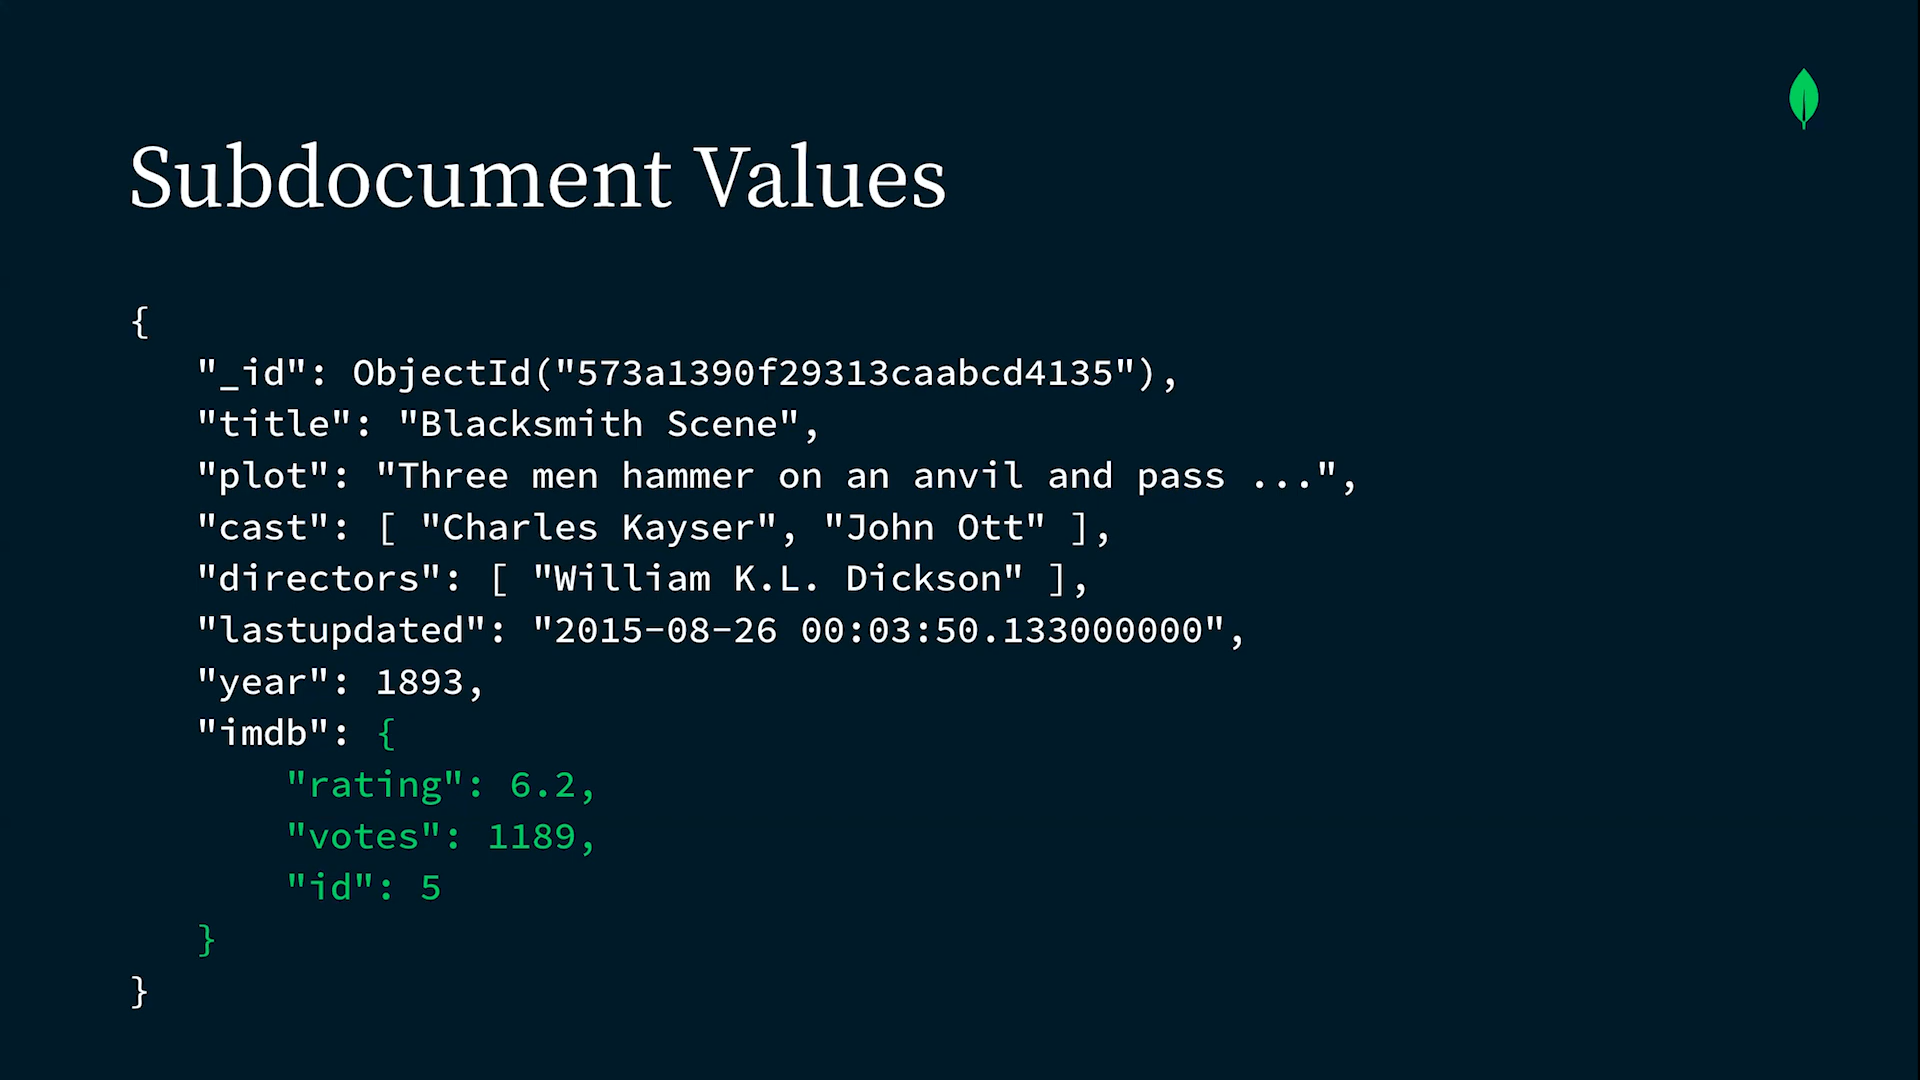 Subdocument Values
{
"_id": ObjectId("573a1390f29313caabcd4135"),
"title": "Blacksmith Scene",
"plot": "Three men hammer on an anvil and pass ...",
"cast": [ "Charles Kayser", "John Ott" ],
"directors": [ "William K.L. Dickson" ],
"lastupdated": "2015-08-26 00:03:50.133000000",
"year": 1893,
"imdb": {
"rating": 6.2,
"votes": 1189,
"id": 5
}
}